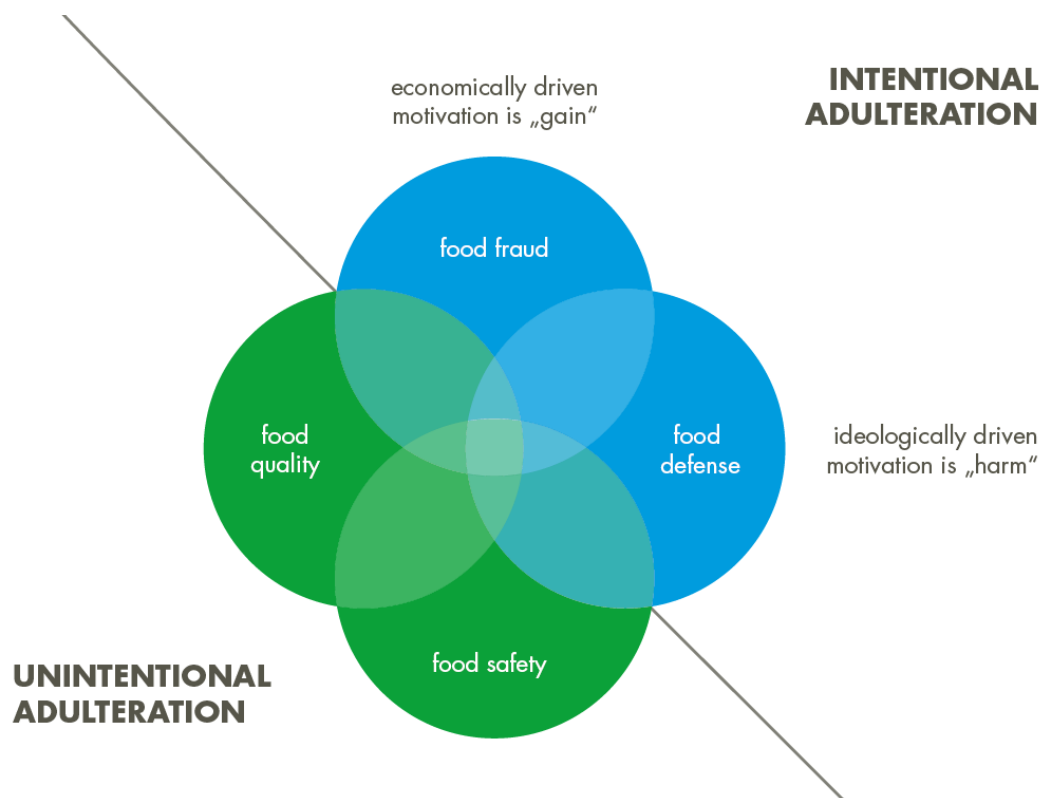 economically driven
motivation is „gain“
INTENTIONAL
ADULTERATION
food fraud
food
quality
food
defense
ideologically driven
motivation is „harm“
food safety
UNINTENTIONAL
ADULTERATION